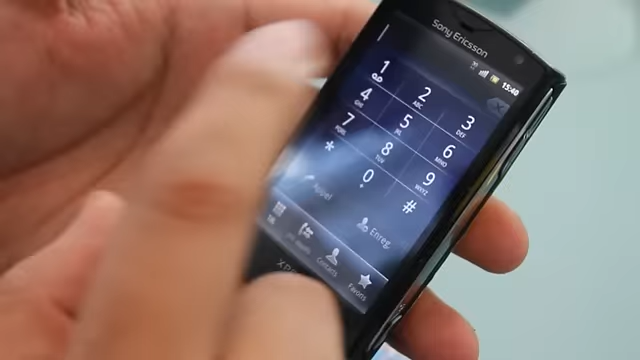 Sony Ericsson
15:40
1
2 ABC
3 DEF
4 GHI
5 JKL
6 MNO
7 PQRS
8 TUV
9 WXYZ
*
0 +
#
Appel
Enreg.
Contacts
Favoris
XPE